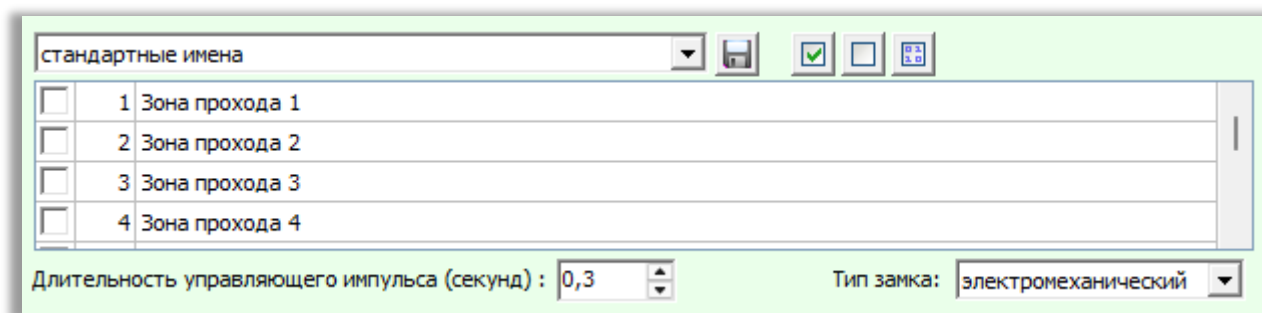 стандартные имена
1 Зона прохода 1
2 Зона прохода 2
3 Зона прохода 3
4 Зона прохода 4
Длительность управляющего импульса (секунд) : 0,3 Тип замка: электромеханический